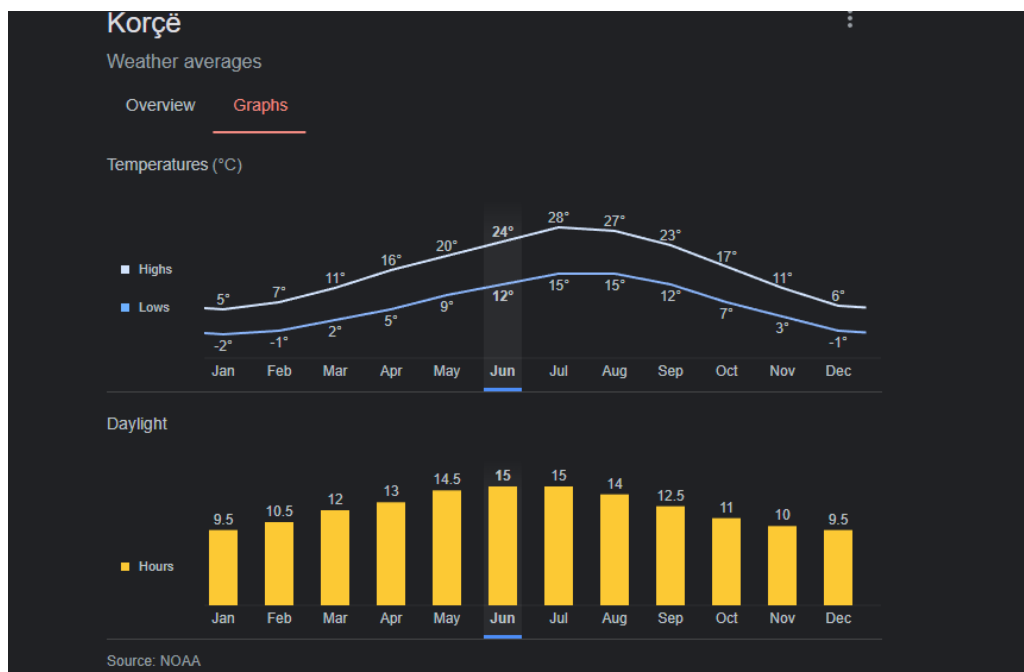 Korçë
Weather averages
Overview Graphs
Temperatures (°C)
5° 7° 11° 16° 20° 24° 28° 27° 23° 17° 11° 6°
Highs
Lows
-2° -1° 2° 5° 9° 12° 15° 15° 12° 7° 3° -1°
Jan Feb Mar Apr May Jun Jul Aug Sep Oct Nov Dec
Daylight
9.5 10.5 12 13 14.5 15 15 14 12.5 11 10 9.5
Hours
Jan Feb Mar Apr May Jun Jul Aug Sep Oct Nov Dec
Source: NOAA